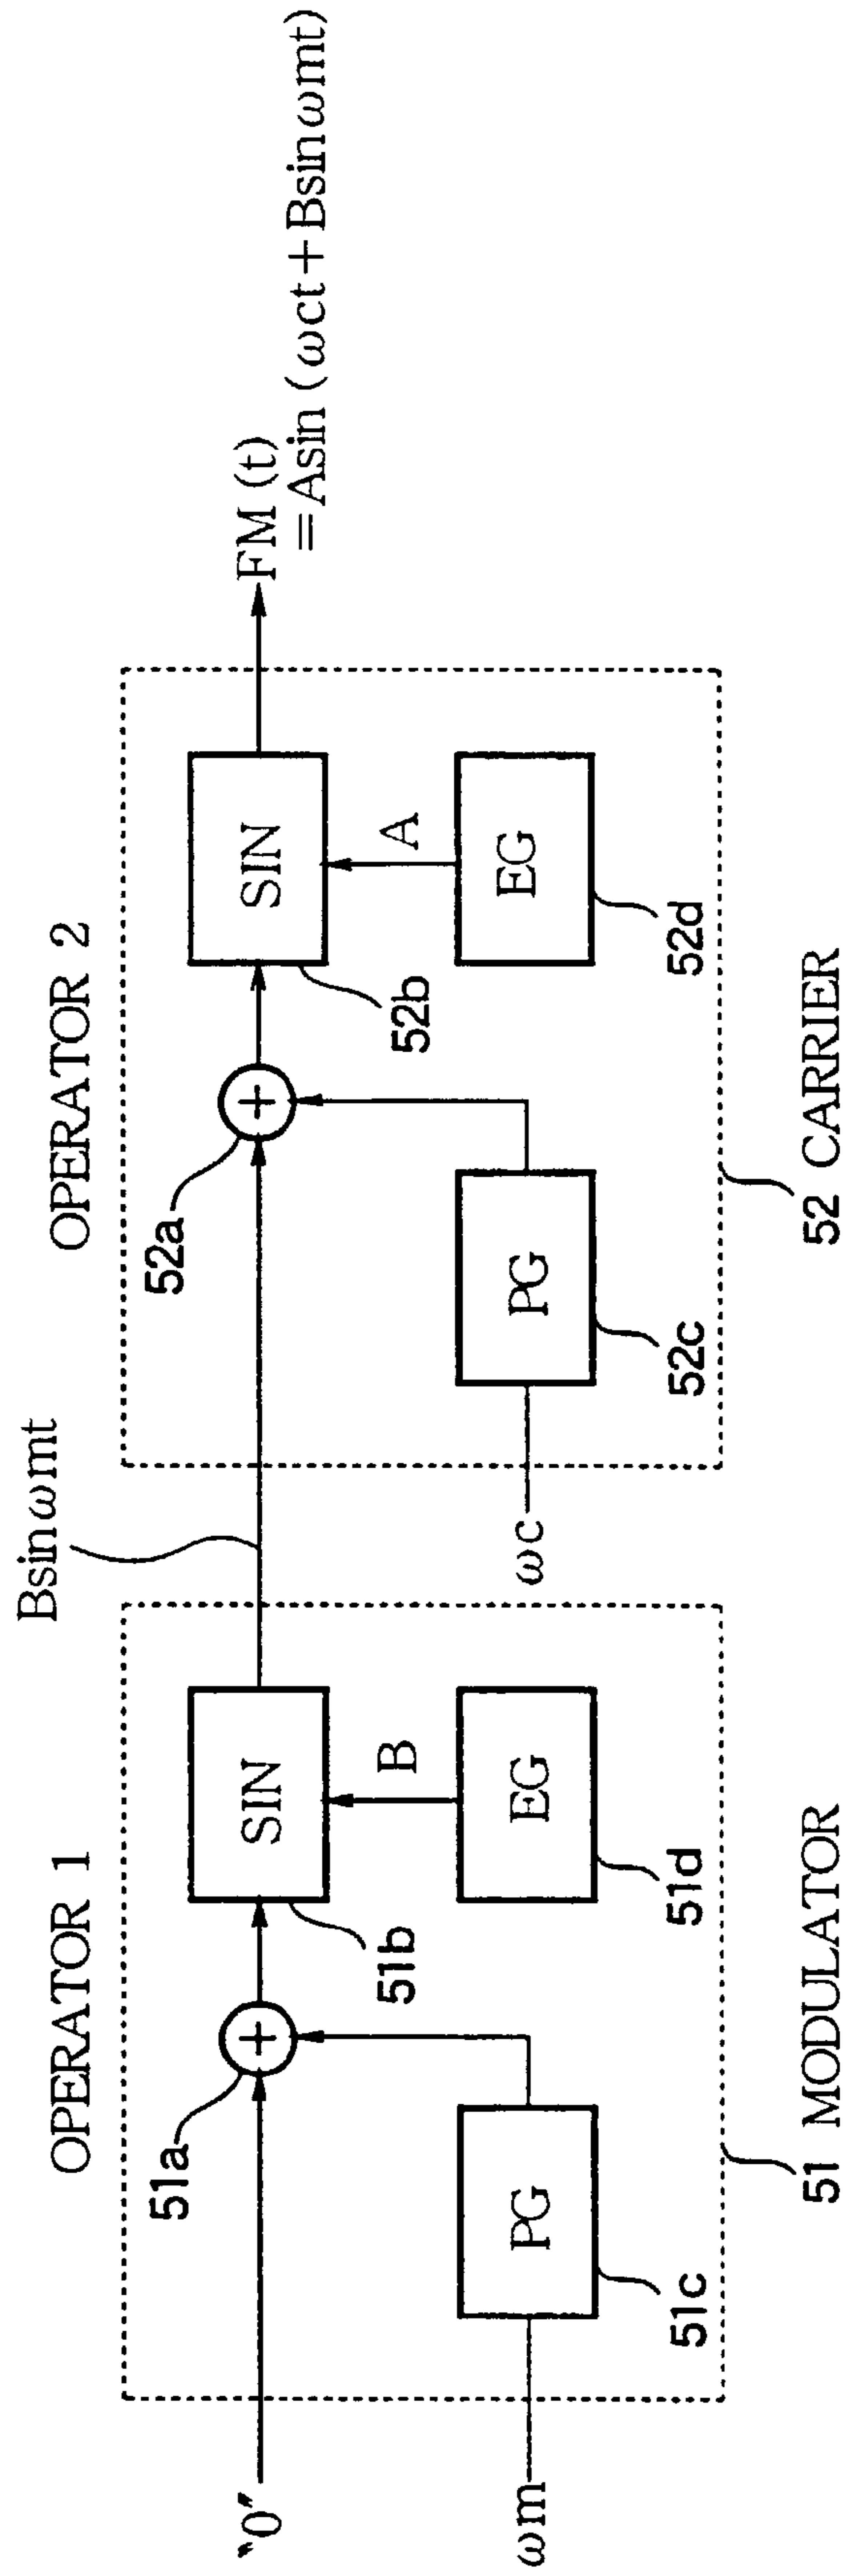 OPERATOR 1
OPERATOR 2
Bsinωmt
"0"
51a
+
SIN
51b
B
EG
51d
ωm
PG
51c
51 MODULATOR
52a
+
SIN
52b
A
EG
52d
ωc
PG
52c
52 CARRIER
FM (t)
=Asin (ωct+Bsinωmt)